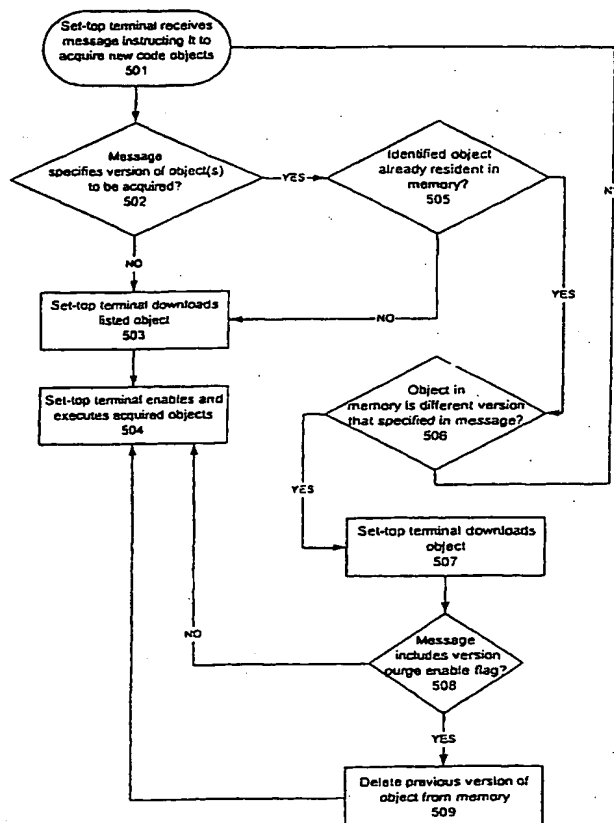 Set-top terminal receives
message instructing it to
acquire new code objects
501
Message
specifies version of object(s)
to be acquired?
502
YES
Identified object
already resident in
memory?
505
NO
NO
YES
Set-top terminal downloads
listed object
503
Set-top terminal enables and
executes acquired objects
504
Object in
memory is different version
that specified in message?
506
YES
Set-top terminal downloads
object
507
NO
Message
includes version
purge enable flag?
508
YES
Delete previous version of
object from memory
509